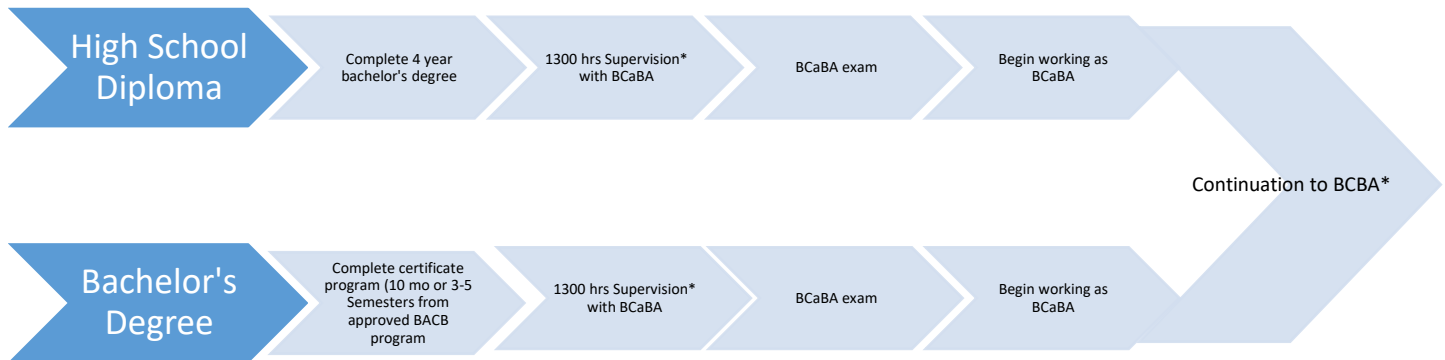 High School
Diploma
Complete 4 year
bachelor's degree
1300 hrs Supervision*
with BCaBA
BCaBA exam
Begin working as
BCaBA
Continuation to BCBA*
Bachelor's
Degree
Complete certificate
program (10 mo or 3-5
Semesters from
approved BACB
program
1300 hrs Supervision*
with BCaBA
BCaBA exam
Begin working as
BCaBA